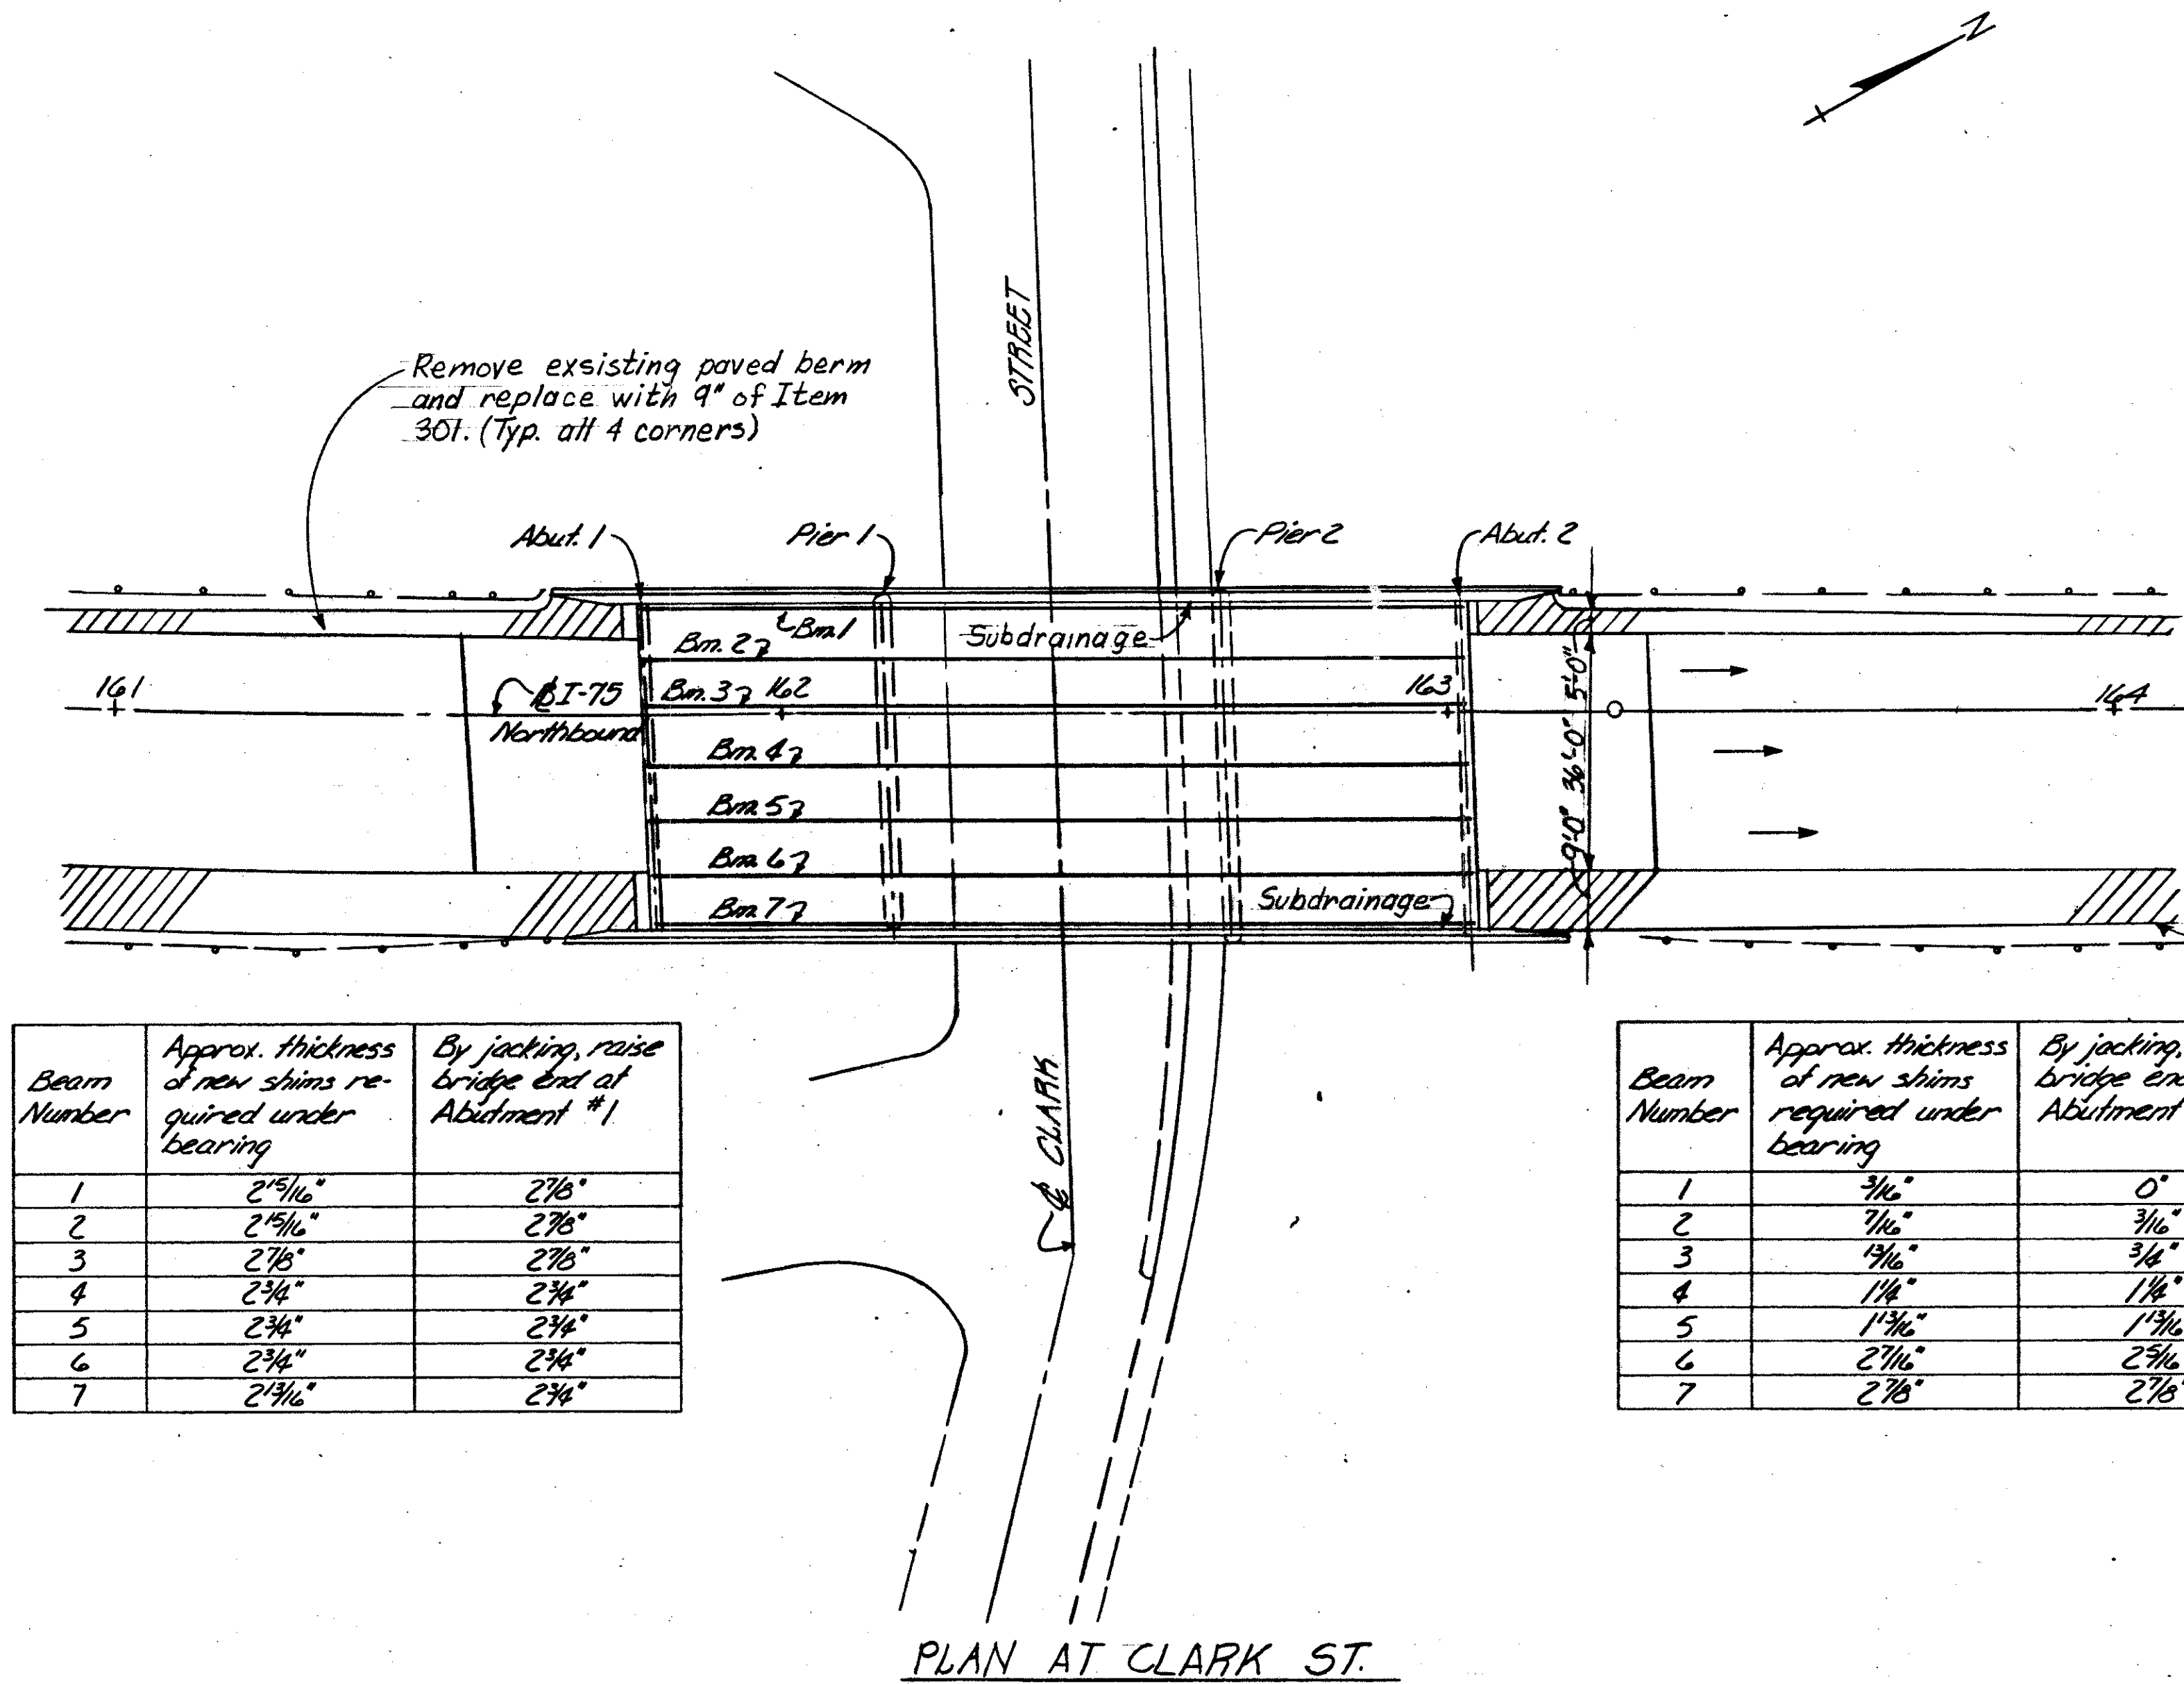 N
Remove exsisting paved berm
and replace with 9" of Item
301. (Typ. all 4 corners)
STREET
Abut. 1
Pier 1
Pier 2
Abut. 2
Bm. 1
Subdrainage
Bm. 2
161
℄ I-75
Northbound
Bm. 3
162
163
164
Bm. 4
Bm. 5
Bm. 6
Bm. 7
Subdrainage
5'-0"
36'-0"
9'-0"
℄ CLARK
Beam Number | Approx. thickness of new shims re-quired under bearing | By jacking, raise bridge end at Abutment #1
1 | 2 15/16" | 2 7/8"
2 | 2 15/16" | 2 7/8"
3 | 2 7/8" | 2 7/8"
4 | 2 3/4" | 2 3/4"
5 | 2 3/4" | 2 3/4"
6 | 2 3/4" | 2 3/4"
7 | 2 13/16" | 2 3/4"
Beam Number | Approx. thickness of new shims required under bearing | By jacking, bridge en Abutment
1 | 3/16" | 0"
2 | 7/16" | 3/16"
3 | 13/16" | 3/4"
4 | 1 1/4" | 1 1/4"
5 | 1 13/16" | 1 13/16
6 | 2 7/16" | 2 5/16
7 | 2 7/8" | 2 7/8"
PLAN AT CLARK ST.